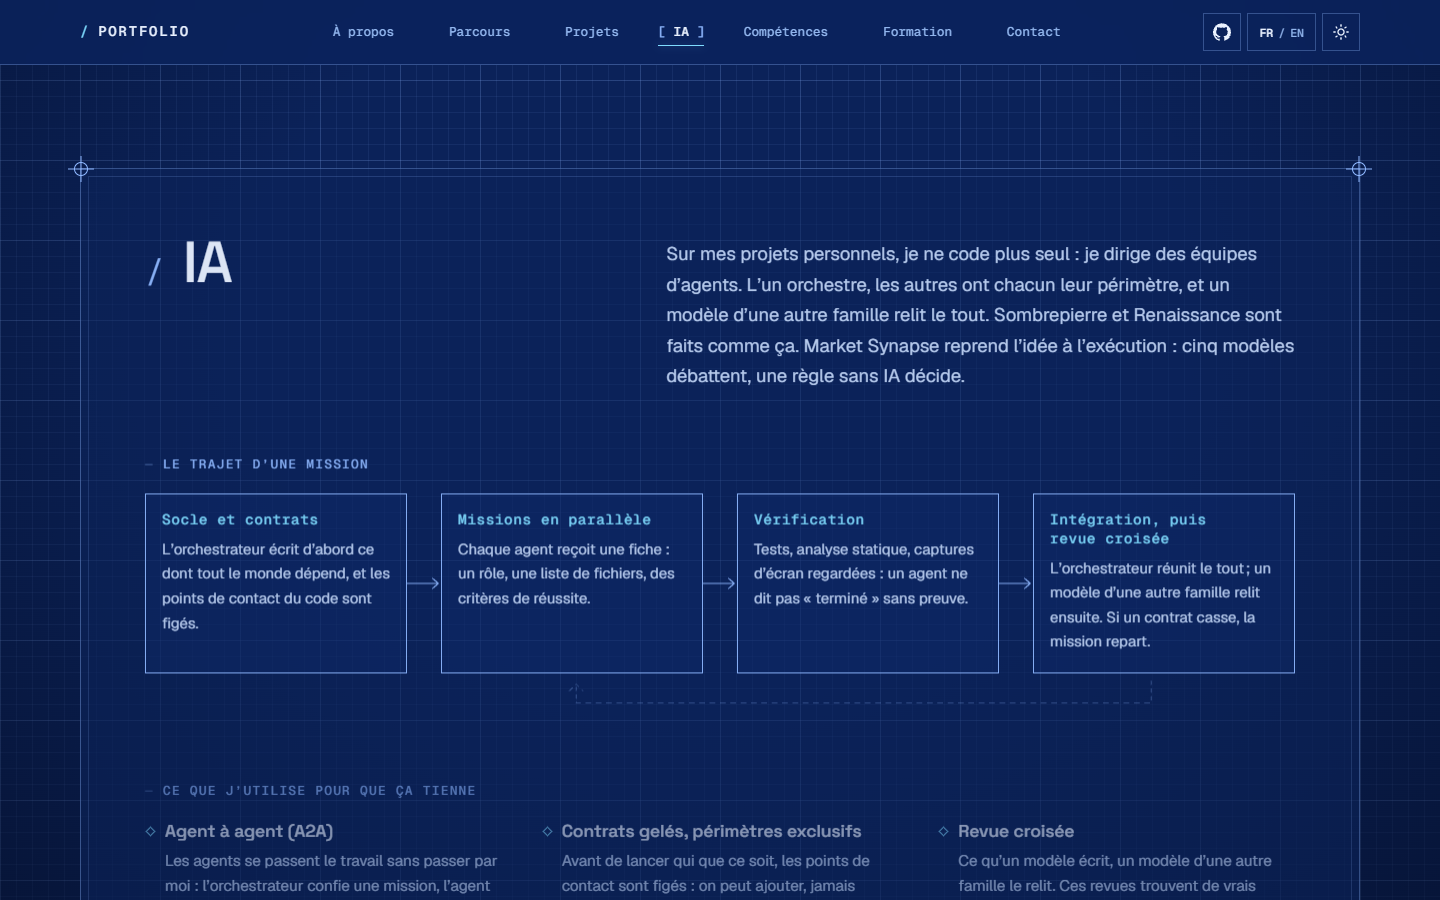 / PORTFOLIO
À propos
Parcours
Projets
[ IA ]
Compétences
Formation
Contact
FR / EN
/ IA
Sur mes projets personnels, je ne code plus seul : je dirige des équipes
d’agents. L’un orchestre, les autres ont chacun leur périmètre, et un
modèle d’une autre famille relit le tout. Sombrepierre et Renaissance sont
faits comme ça. Market Synapse reprend l’idée à l’exécution : cinq modèles
débattent, une règle sans IA décide.
— LE TRAJET D’UNE MISSION
Socle et contrats
L’orchestrateur écrit d’abord ce
dont tout le monde dépend, et les
points de contact du code sont
figés.
Missions en parallèle
Chaque agent reçoit une fiche :
un rôle, une liste de fichiers, des
critères de réussite.
Vérification
Tests, analyse statique, captures
d’écran regardées : un agent ne
dit pas « terminé » sans preuve.
Intégration, puis
revue croisée
L’orchestrateur réunit le tout ; un
modèle d’une autre famille relit
ensuite. Si un contrat casse, la
mission repart.
— CE QUE J’UTILISE POUR QUE ÇA TIENNE
Agent à agent (A2A)
Les agents se passent le travail sans passer par
moi : l’orchestrateur confie une mission, l’agent
Contrats gelés, périmètres exclusifs
Avant de lancer qui que ce soit, les points de
contact sont figés : on peut ajouter, jamais
Revue croisée
Ce qu’un modèle écrit, un modèle d’une autre
famille le relit. Ces revues trouvent de vrais